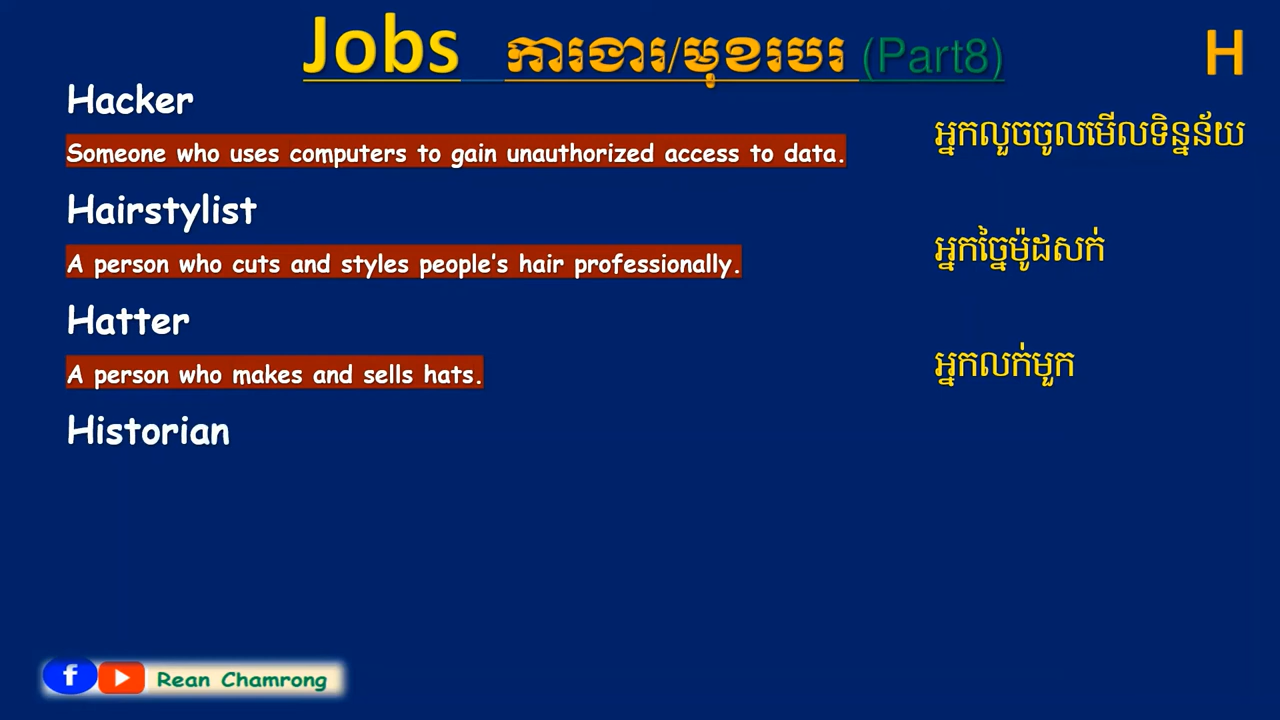 Jobs ការងារ/មុខរបរ (Part8) H
Hacker
Someone who uses computers to gain unauthorized access to data.
អ្នកលួចចូលមើលទិន្នន័យ
Hairstylist
A person who cuts and styles people's hair professionally.
អ្នកច្នៃម៉ូដសក់
Hatter
A person who makes and sells hats.
អ្នកលក់មួក
Historian
f Rean Chamrong